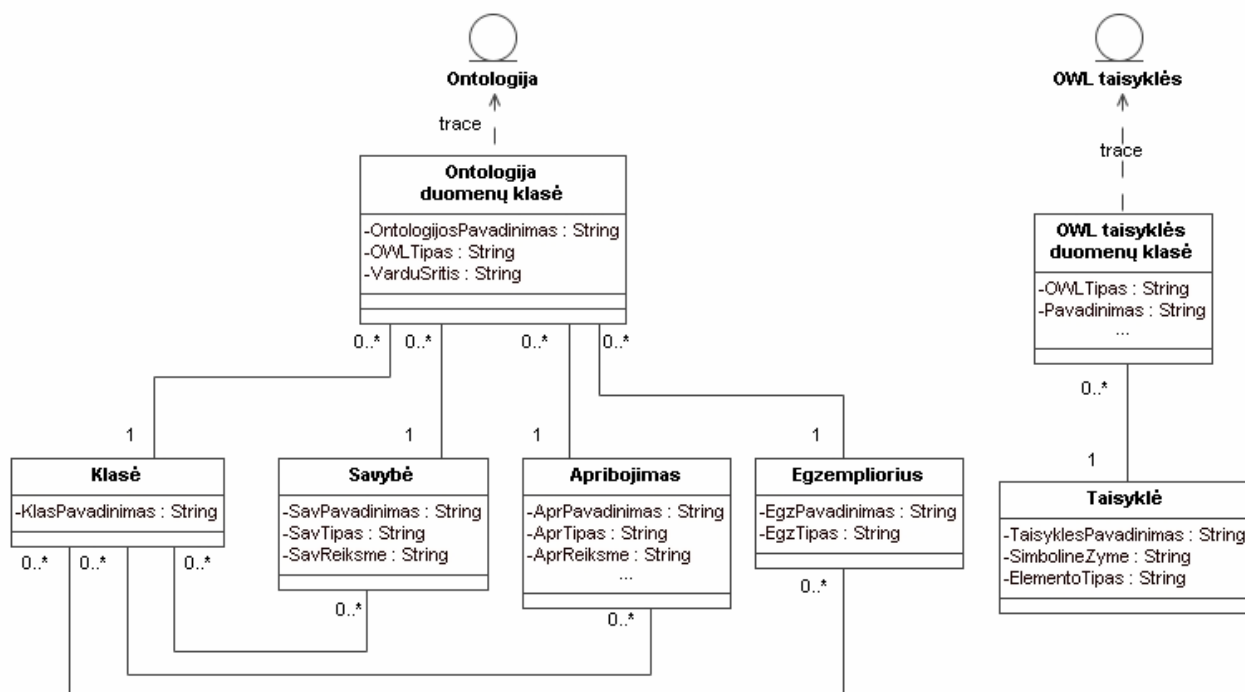 Ontologija
OWL taisyklės
trace
trace
Ontologija
duomenų klasė
-OntologijosPavadinimas : String
-OWLTipas : String
-VarduSritis : String
OWL taisyklės
duomenų klasė
-OWLTipas : String
-Pavadinimas : String
...
0..*
0..*
0..*
0..*
0..*
1
1
1
1
1
Klasė
-KlasPavadinimas : String
Savybė
-SavPavadinimas : String
-SavTipas : String
-SavReiksme : String
Apribojimas
-AprPavadinimas : String
-AprTipas : String
-AprReiksme : String
...
Egzempliorius
-EgzPavadinimas : String
-EgzTipas : String
Taisyklė
-TaisyklesPavadinimas : String
-SimbolineZyme : String
-ElementoTipas : String
0..*
0..*
0..*
0..*
0..*
0..*